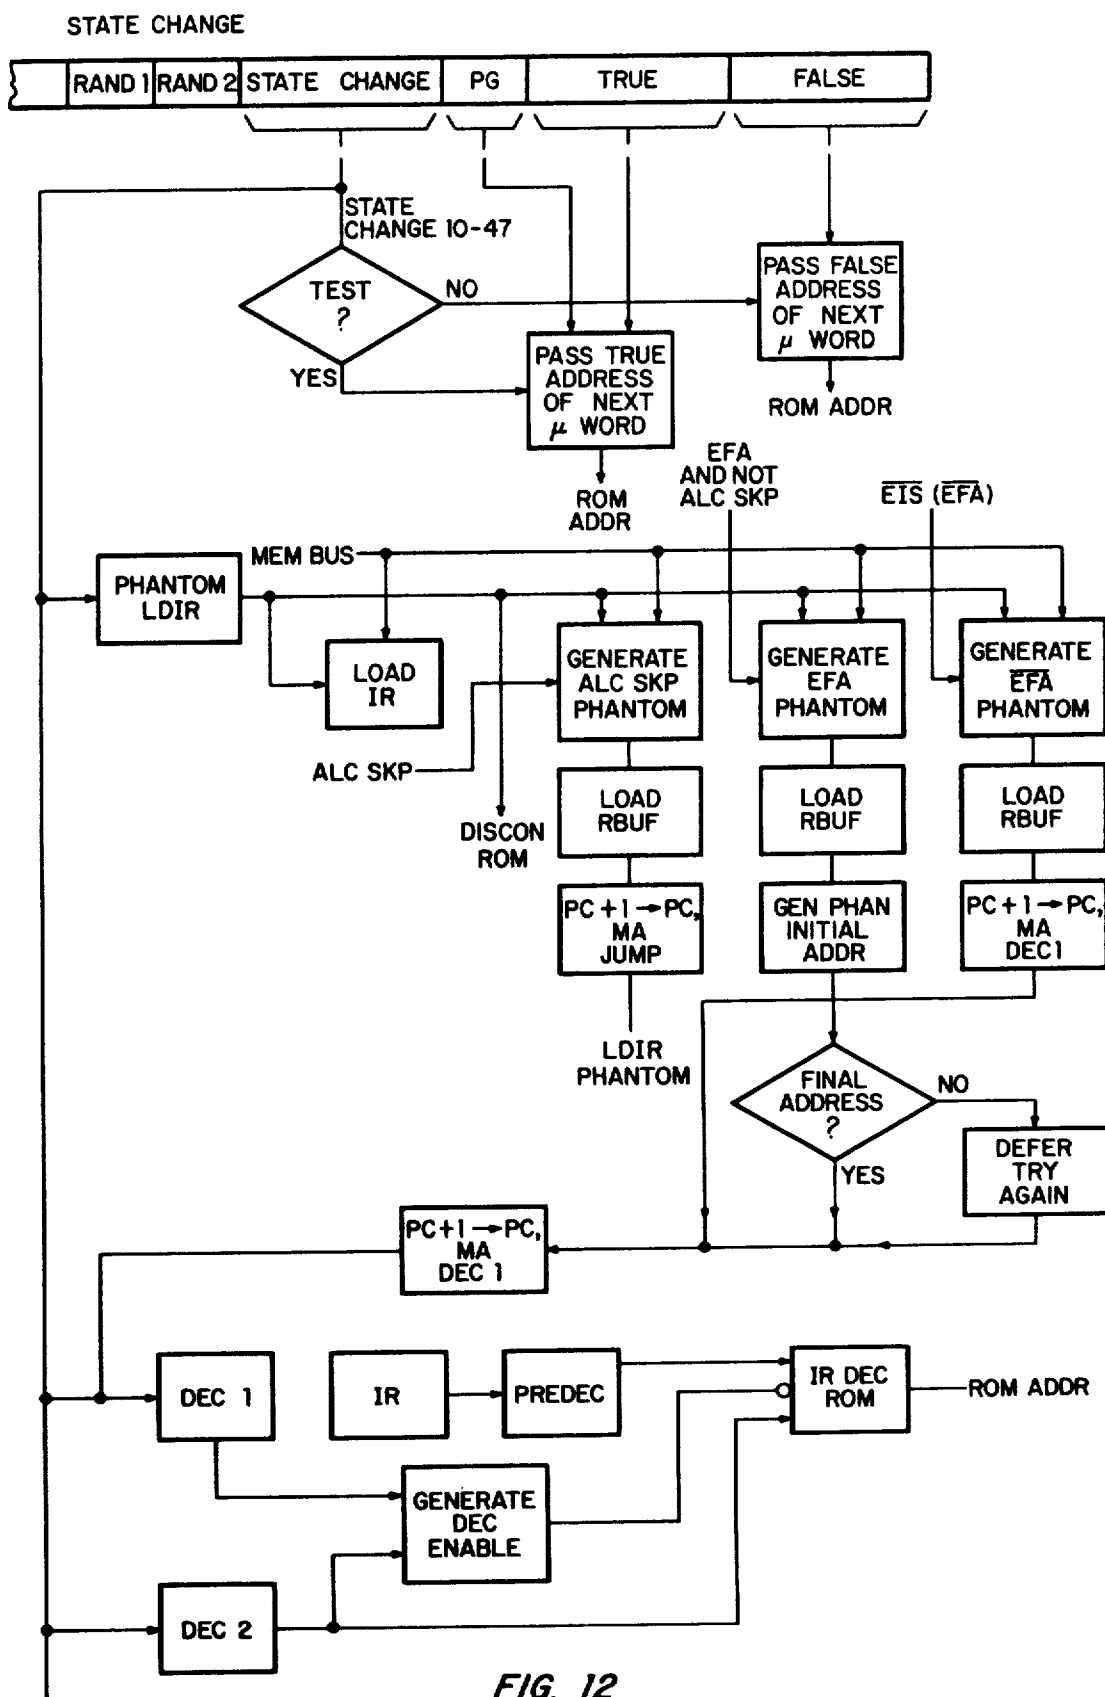 STATE CHANGE
RAND 1 RAND 2 STATE CHANGE PG TRUE FALSE
STATE
CHANGE 10-47
TEST
?
NO
YES
PASS FALSE
ADDRESS
OF NEXT
μ WORD
PASS TRUE
ADDRESS
OF NEXT
μ WORD
ROM ADDR
ROM
ADDR
EFA
AND NOT
ALC SKP
E̅I̅S̅ (E̅F̅A̅)
MEM BUS
PHANTOM
LDIR
LOAD
IR
GENERATE
ALC SKP
PHANTOM
GENERATE
EFA
PHANTOM
GENERATE
E̅F̅A̅
PHANTOM
ALC SKP
DISCON
ROM
LOAD
RBUF
LOAD
RBUF
LOAD
RBUF
PC+1→PC,
MA
JUMP
GEN PHAN
INITIAL
ADDR
PC+1→PC,
MA
DEC1
LDIR
PHANTOM
FINAL
ADDRESS
?
NO
YES
DEFER
TRY
AGAIN
PC+1→PC,
MA
DEC 1
DEC 1
IR
PREDEC
IR DEC
ROM
ROM ADDR
GENERATE
DEC
ENABLE
DEC 2
FIG. 12